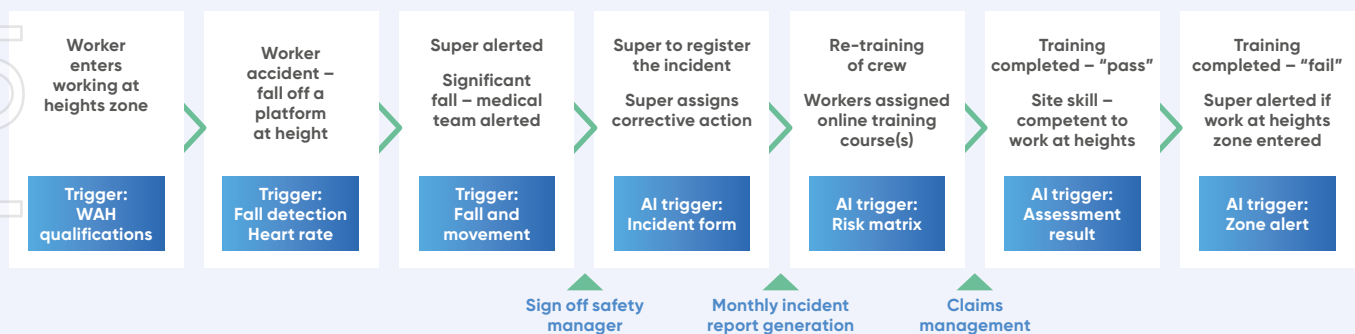 Worker
enters
working at
heights zone
Trigger:
WAH
qualifications
Worker
accident –
fall off a
platform
at height
Trigger:
Fall detection
Heart rate
Super alerted
Significant
fall – medical
team alerted
Trigger:
Fall and
movement
Super to register
the incident
Super assigns
corrective action
AI trigger:
Incident form
Re-training
of crew
Workers assigned
online training
course(s)
AI trigger:
Risk matrix
Training
completed – “pass”
Site skill –
competent to
work at heights
AI trigger:
Assessment
result
Training
completed – “fail”
Super alerted if
work at heights
zone entered
AI trigger:
Zone alert
Sign off safety
manager
Monthly incident
report generation
Claims
management